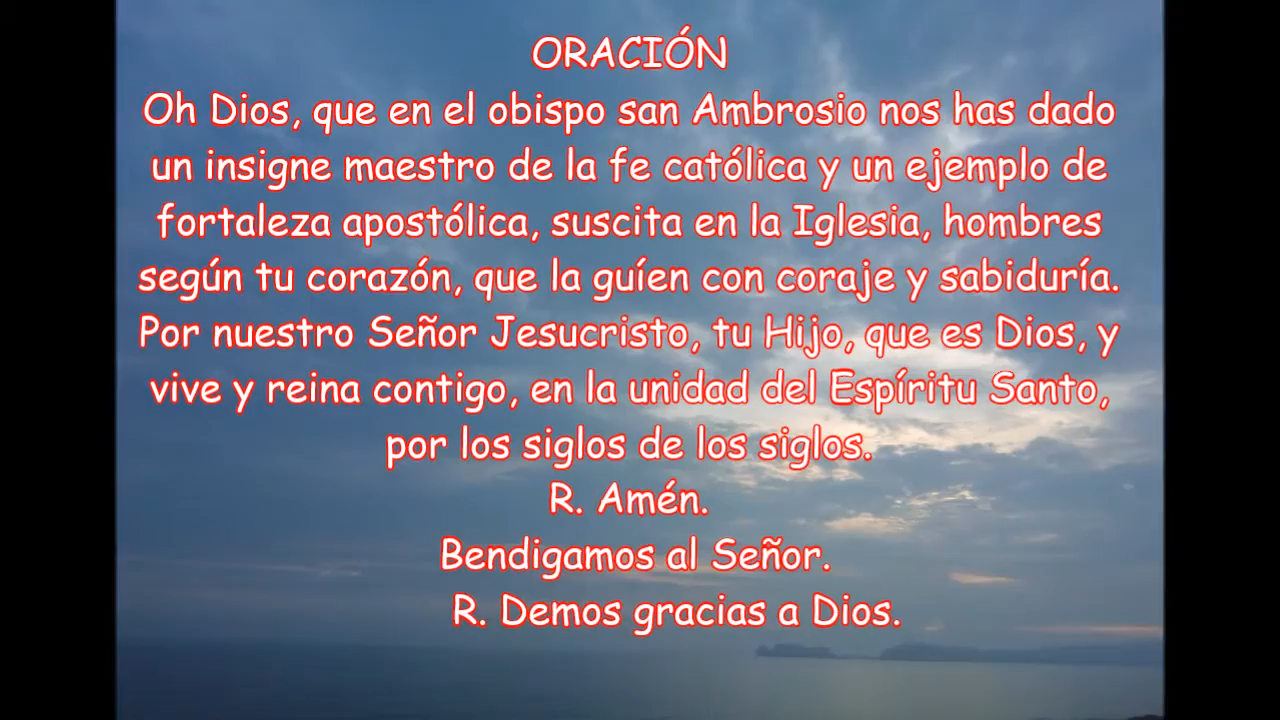 ORACIÓN
Oh Dios, que en el obispo san Ambrosio nos has dado
un insigne maestro de la fe católica y un ejemplo de
fortaleza apostólica, suscita en la Iglesia, hombres
según tu corazón, que la guíen con coraje y sabiduría.
Por nuestro Señor Jesucristo, tu Hijo, que es Dios, y
vive y reina contigo, en la unidad del Espíritu Santo,
por los siglos de los siglos.
R. Amén.
Bendigamos al Señor.
R. Demos gracias a Dios.